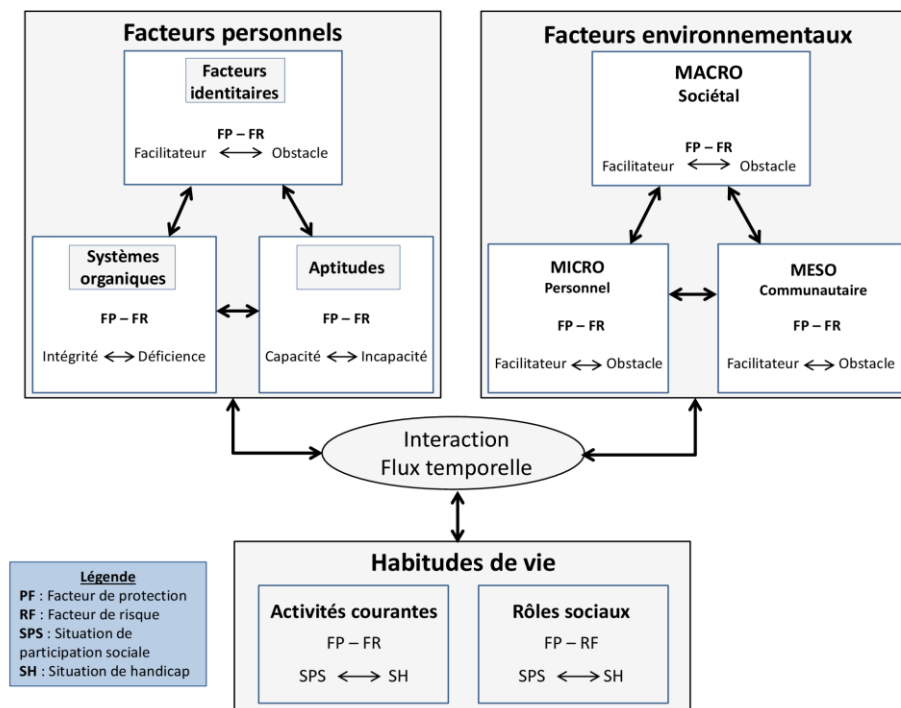 Facteurs personnels
Facteurs
identitaires
FP – FR
Facilitateur
Obstacle
Systèmes
organiques
FP – FR
Intégrité
Déficience
Aptitudes
FP – FR
Capacité
Incapacité
Facteurs environnementaux
MACRO
Sociétal
FP – FR
Facilitateur
Obstacle
MICRO
Personnel
FP – FR
Facilitateur
Obstacle
MESO
Communautaire
FP – FR
Facilitateur
Obstacle
Interaction
Flux temporelle
Habitudes de vie
Activités courantes
FP – FR
SPS
SH
Rôles sociaux
FP – RF
SPS
SH
Légende
PF : Facteur de protection
RF : Facteur de risque
SPS : Situation de
participation sociale
SH : Situation de handicap